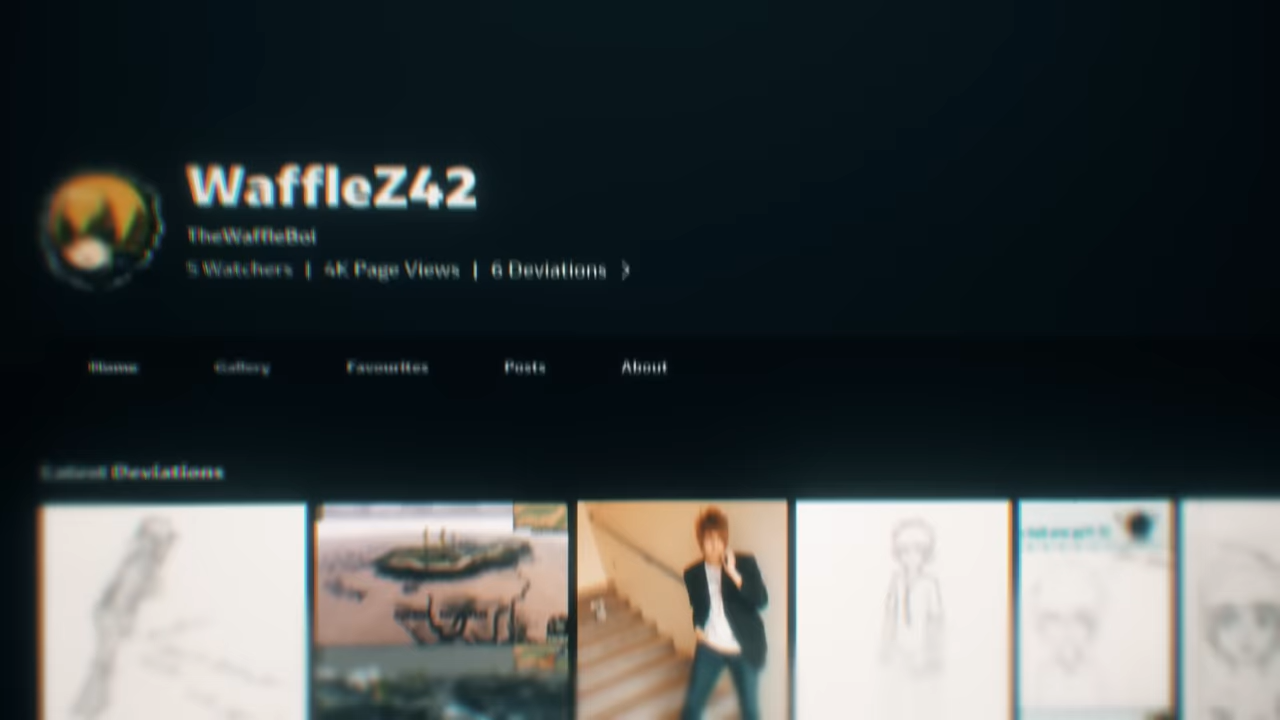 WaffleZ42
TheWaffleBoi
5 Watchers | 4K Page Views | 6 Deviations >
Home Gallery Favourites Posts About
Latest Deviations